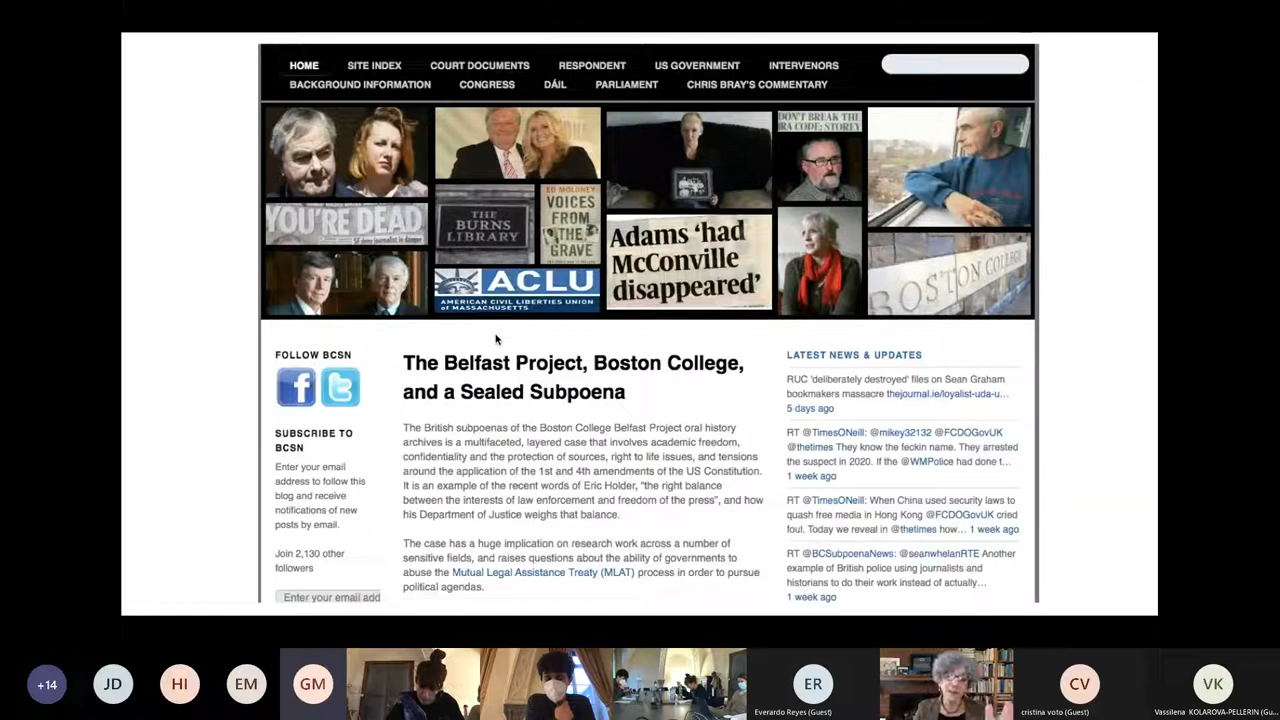 HOME SITE INDEX COURT DOCUMENTS RESPONDENT US GOVERNMENT INTERVENORS
BACKGROUND INFORMATION CONGRESS DÁIL PARLIAMENT CHRIS BRAY'S COMMENTARY
YOU'RE DEAD
THE
BURNS
LIBRARY
ED MOLONEY
VOICES
FROM
THE
GRAVE
ACLU
AMERICAN CIVIL LIBERTIES UNION
of MASSACHUSETTS
Adams 'had
McConville
disappeared'
DON'T BREAK THE
IRA CODE: STOREY
BOSTON COLLEGE
FOLLOW BCSN
SUBSCRIBE TO
BCSN
Enter your email
address to follow this
blog and receive
notifications of new
posts by email.
Join 2,130 other
followers
Enter your email add
The Belfast Project, Boston College,
and a Sealed Subpoena
The British subpoenas of the Boston College Belfast Project oral history
archives is a multifaceted, layered case that involves academic freedom,
confidentiality and the protection of sources, right to life issues, and tensions
around the application of the 1st and 4th amendments of the US Constitution.
It is an example of the recent words of Eric Holder, "the right balance
between the interests of law enforcement and freedom of the press", and how
his Department of Justice weighs that balance.
The case has a huge implication on research work across a number of
sensitive fields, and raises questions about the ability of governments to
abuse the Mutual Legal Assistance Treaty (MLAT) process in order to pursue
political agendas.
LATEST NEWS & UPDATES
RUC 'deliberately destroyed' files on Sean Graham
bookmakers massacre thejournal.ie/loyalist-uda-u…
5 days ago
RT @TimesONeill: @mikey32132 @FCDOGovUK
@thetimes They know the feckin name. They arrested
the suspect in 2020. If the @WMPolice had done t…
1 week ago
RT @TimesONeill: When China used security laws to
quash free media in Hong Kong @FCDOGovUK cried
foul. Today we reveal in @thetimes how… 1 week ago
RT @BCSubpoenaNews: @seanwhelanRTE Another
example of British police using journalists and
historians to do their work instead of actually…
1 week ago
+14 JD HI EM GM ER CV VK
Everardo Reyes (Guest) cristina voto (Guest) Vassilena KOLAROVA-PELLERIN (Gu...